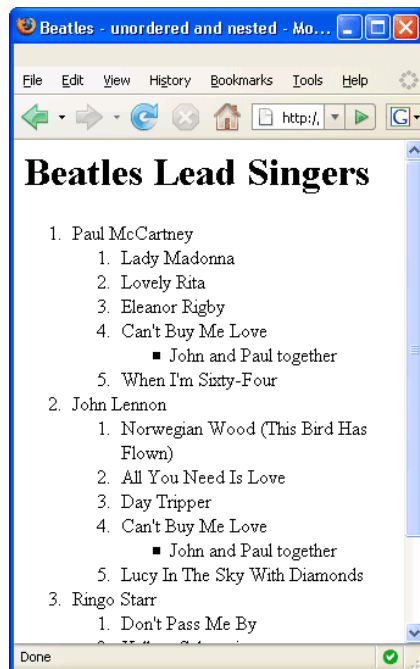 Beatles - unordered and nested - Mo...
File Edit View History Bookmarks Tools Help
http:/, G
Beatles Lead Singers
1. Paul McCartney
1. Lady Madonna
2. Lovely Rita
3. Eleanor Rigby
4. Can't Buy Me Love
■ John and Paul together
5. When I'm Sixty-Four
2. John Lennon
1. Norwegian Wood (This Bird Has
Flown)
2. All You Need Is Love
3. Day Tripper
4. Can't Buy Me Love
■ John and Paul together
5. Lucy In The Sky With Diamonds
3. Ringo Starr
1. Don't Pass Me By
Done